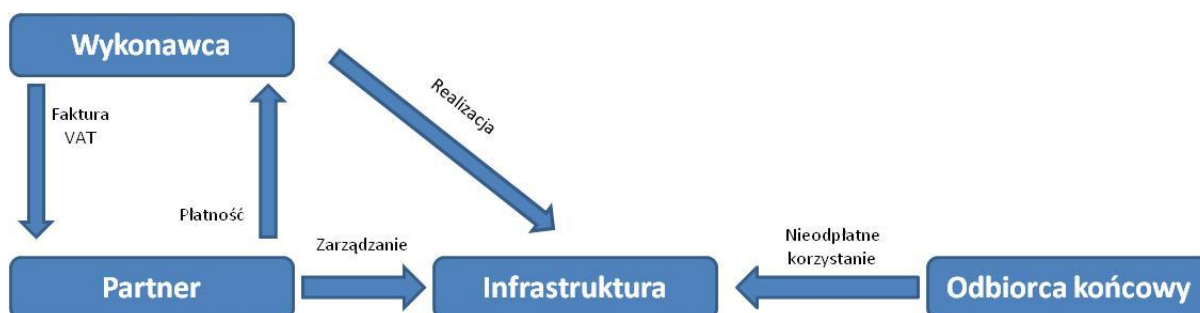 Wykonawca
Faktura
VAT
Płatność
Realizacja
Zarządzanie
Nieodpłatne
korzystanie
Partner
Infrastruktura
Odbiorca końcowy